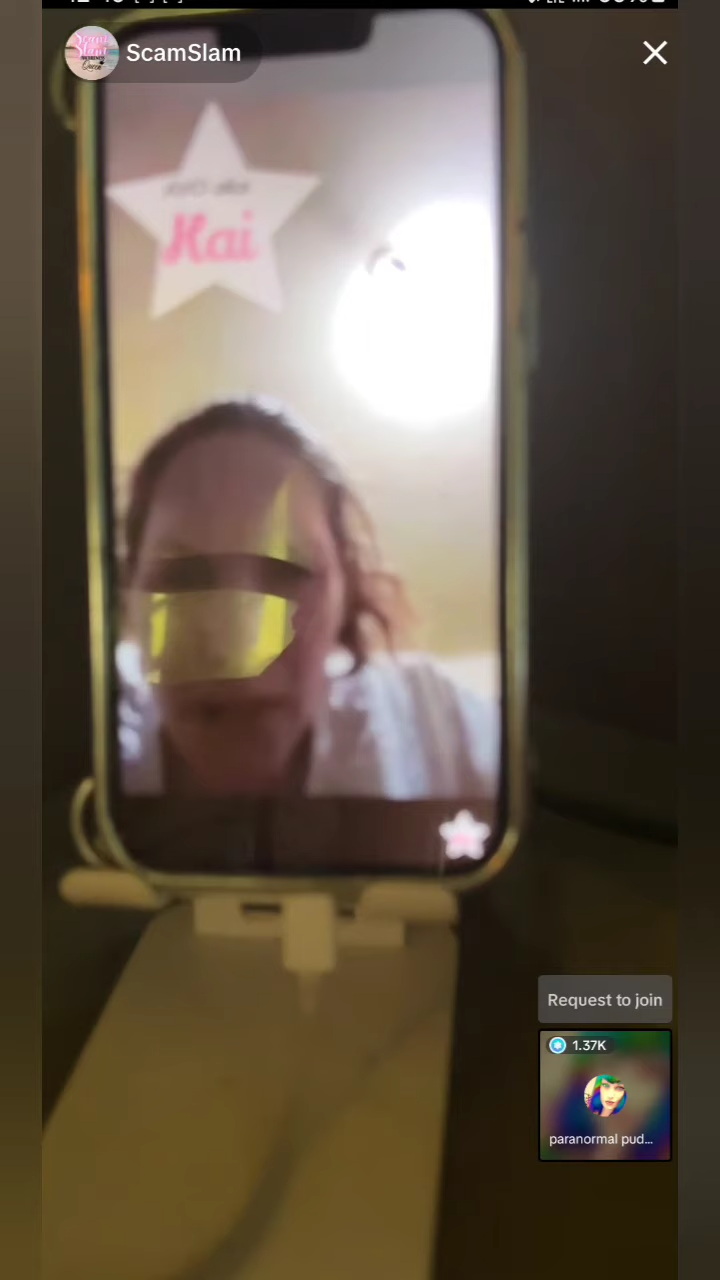 ScamSlam
Kai
Request to join
1.37K
paranormal pud...